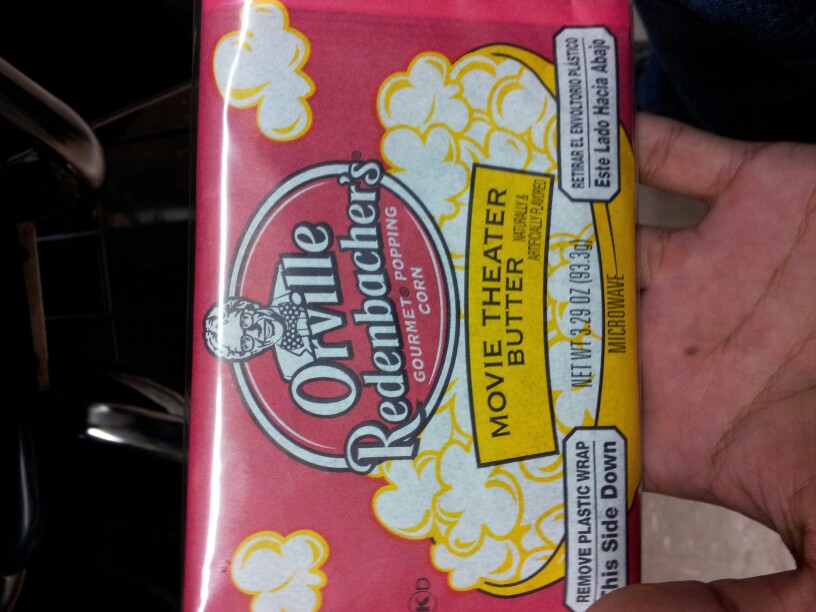 Orville
Redenbacher's®
GOURMET® POPPING
CORN
MOVIE THEATER
BUTTER
NATURALLY &
ARTIFICIALLY FLAVORED
NET WT 3.29 OZ (93.3g)
MICROWAVE
REMOVE PLASTIC WRAP
This Side Down
RETIRAR EL ENVOLTORIO PLÁSTICO
Este Lado Hacia Abajo
K D